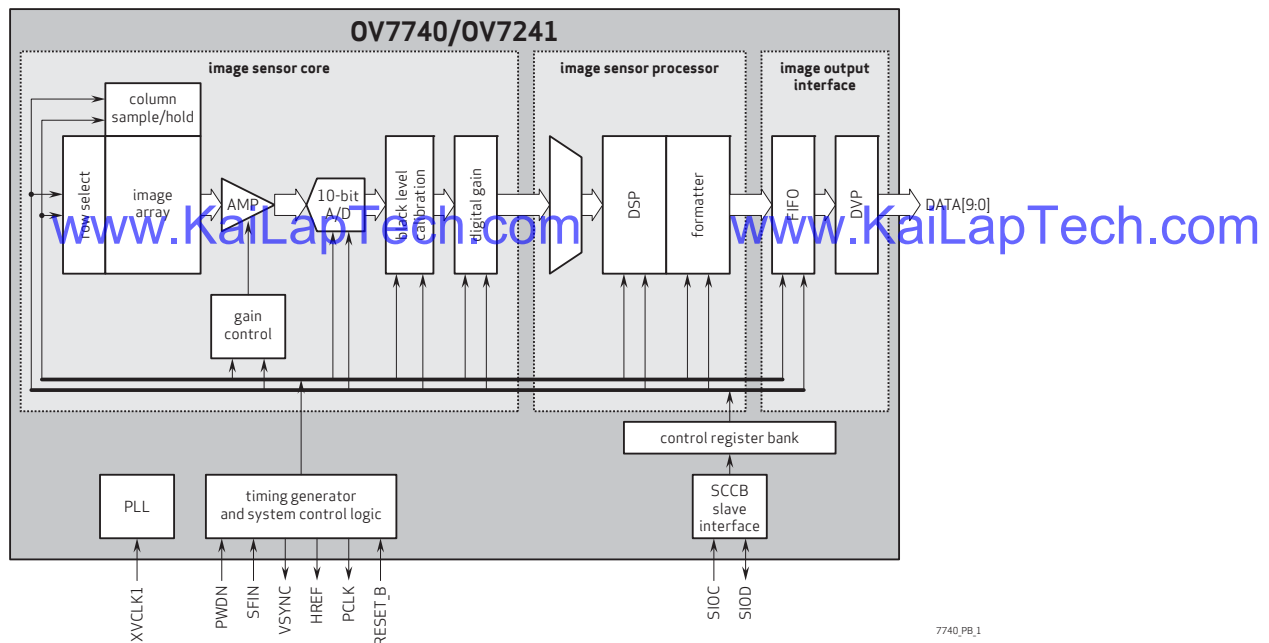 OV7740/OV7241
image sensor core
image sensor processor
image output
interface
column
sample/hold
row select
image
array
AMP
10-bit
A/D
black level
calibration
digital gain
DSP
formatter
FIFO
DVP
DATA[9:0]
www.KaiLapTech.com
www.KaiLapTech.com
gain
control
control register bank
PLL
timing generator
and system control logic
SCCB
slave
interface
XVCLK1
PWDN
SFIN
VSYNC
HREF
PCLK
RESET_B
SIOC
SIOD
7740_PB_1